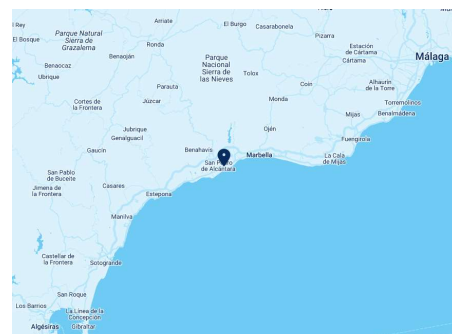 l Rey
El Bosque
Parque Natural
Sierra de
Grazalema
Arriate
El Burgo
Casarabonela
Ronda
Pizarra
Benaoján
Parque
Nacional
Sierra de
las Nieves
Estación
de Cártama
Cártama
Málaga
Benaocaz
Ubrique
Tolox
Parauta
Coín
Alhaurín
de la Torre
Cortes de
la Frontera
Júzcar
Monda
Torremolinos
Benalmádena
Mijas
Jubrique
Genalguacil
Ojén
Fuengirola
Gaucín
Benahavís
Marbella
La Cala
de Mijas
San Pedro
de Alcántara
San Pablo
de Buceite
Jimena de
la Frontera
Casares
Estepona
Manilva
Castellar de
la Frontera
Sotogrande
San Roque
Los Barrios
La Línea de la
Concepción
Algésiras
Gibraltar